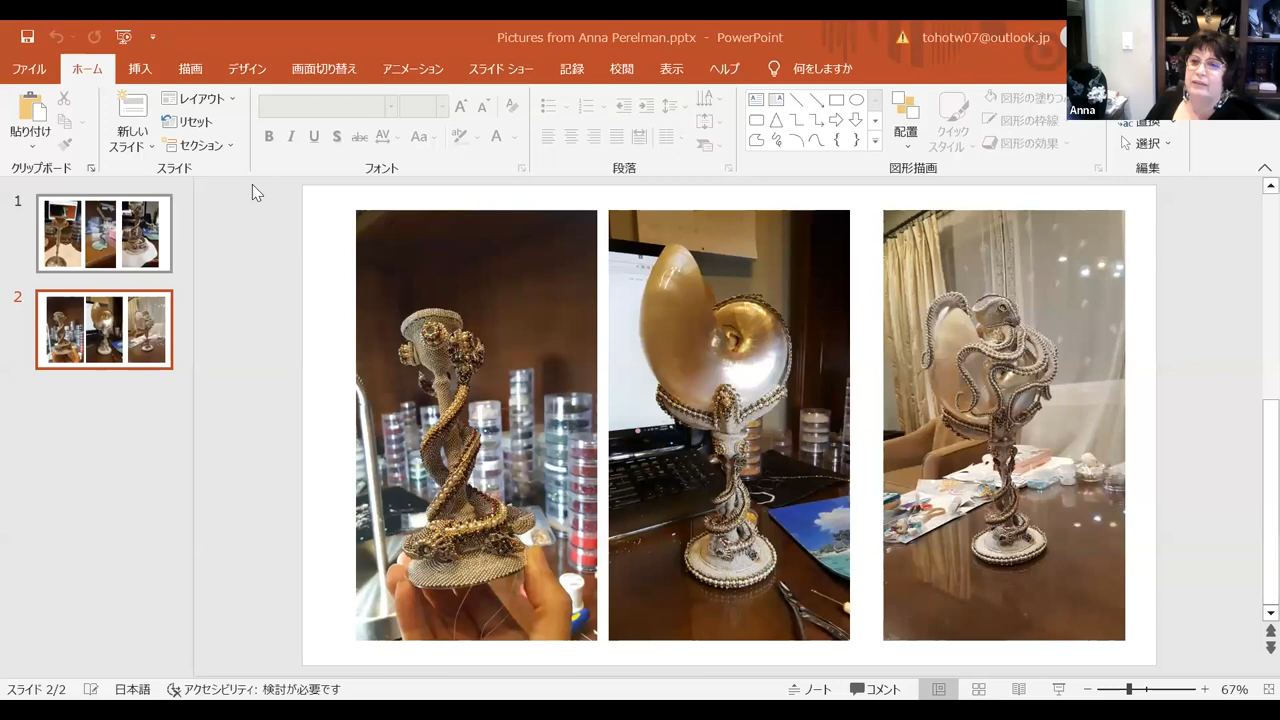 Pictures from Anna Perelman.pptx - PowerPoint
tohotw07@outlook.jp
ファイル
ホーム
挿入
描画
デザイン
画面切り替え
アニメーション
スライド ショー
記録
校閲
表示
ヘルプ
何をしますか
Anna
貼り付け
新しい
スライド
レイアウト
リセット
セクション
B I U S abc AV Aa A
配置
クイック
スタイル
図形の塗りつ
図形の枠線
図形の効果
置換
選択
クリップボード
スライド
フォント
段落
図形描画
編集
1
2
スライド 2/2
日本語
アクセシビリティ: 検討が必要です
ノート
コメント
67%